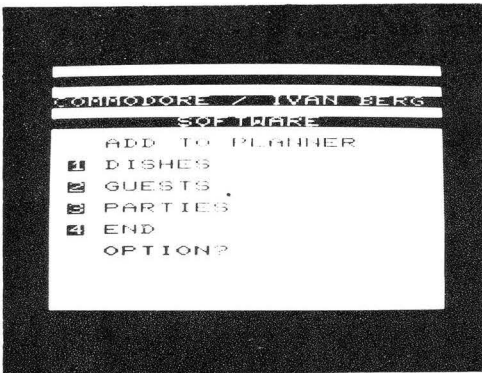 COMMODORE / IVAN BERG
SOFTWARE
ADD TO PLANNER
1 DISHES
2 GUESTS
3 PARTIES
4 END
OPTION?